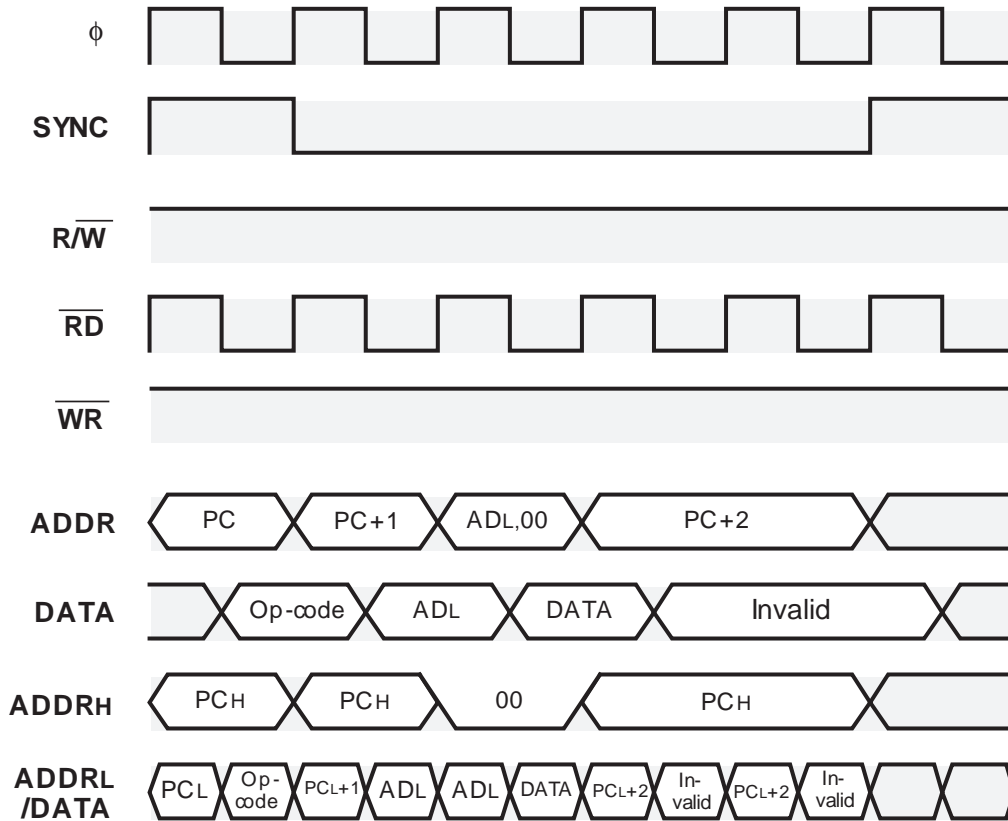 ϕ
SYNC
R/W̅
R̅D̅
W̅R̅
ADDR
PC
PC+1
ADL,00
PC+2
DATA
Op-code
ADL
DATA
Invalid
ADDRH
PCH
PCH
00
PCH
ADDRL
/DATA
PCL
Op-
code
PCL+1
ADL
ADL
DATA
PCL+2
In-
valid
PCL+2
In-
valid